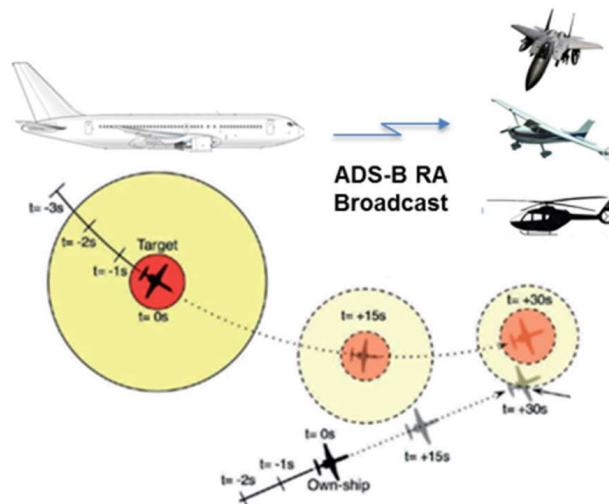 ADS-B RA
Broadcast
t= -3s
t= -2s
t= -1s
Target
t= 0s
t= +15s
t= +30s
t= +30s
t= 0s
t= +15s
t= -1s
t= -2s
Own-ship